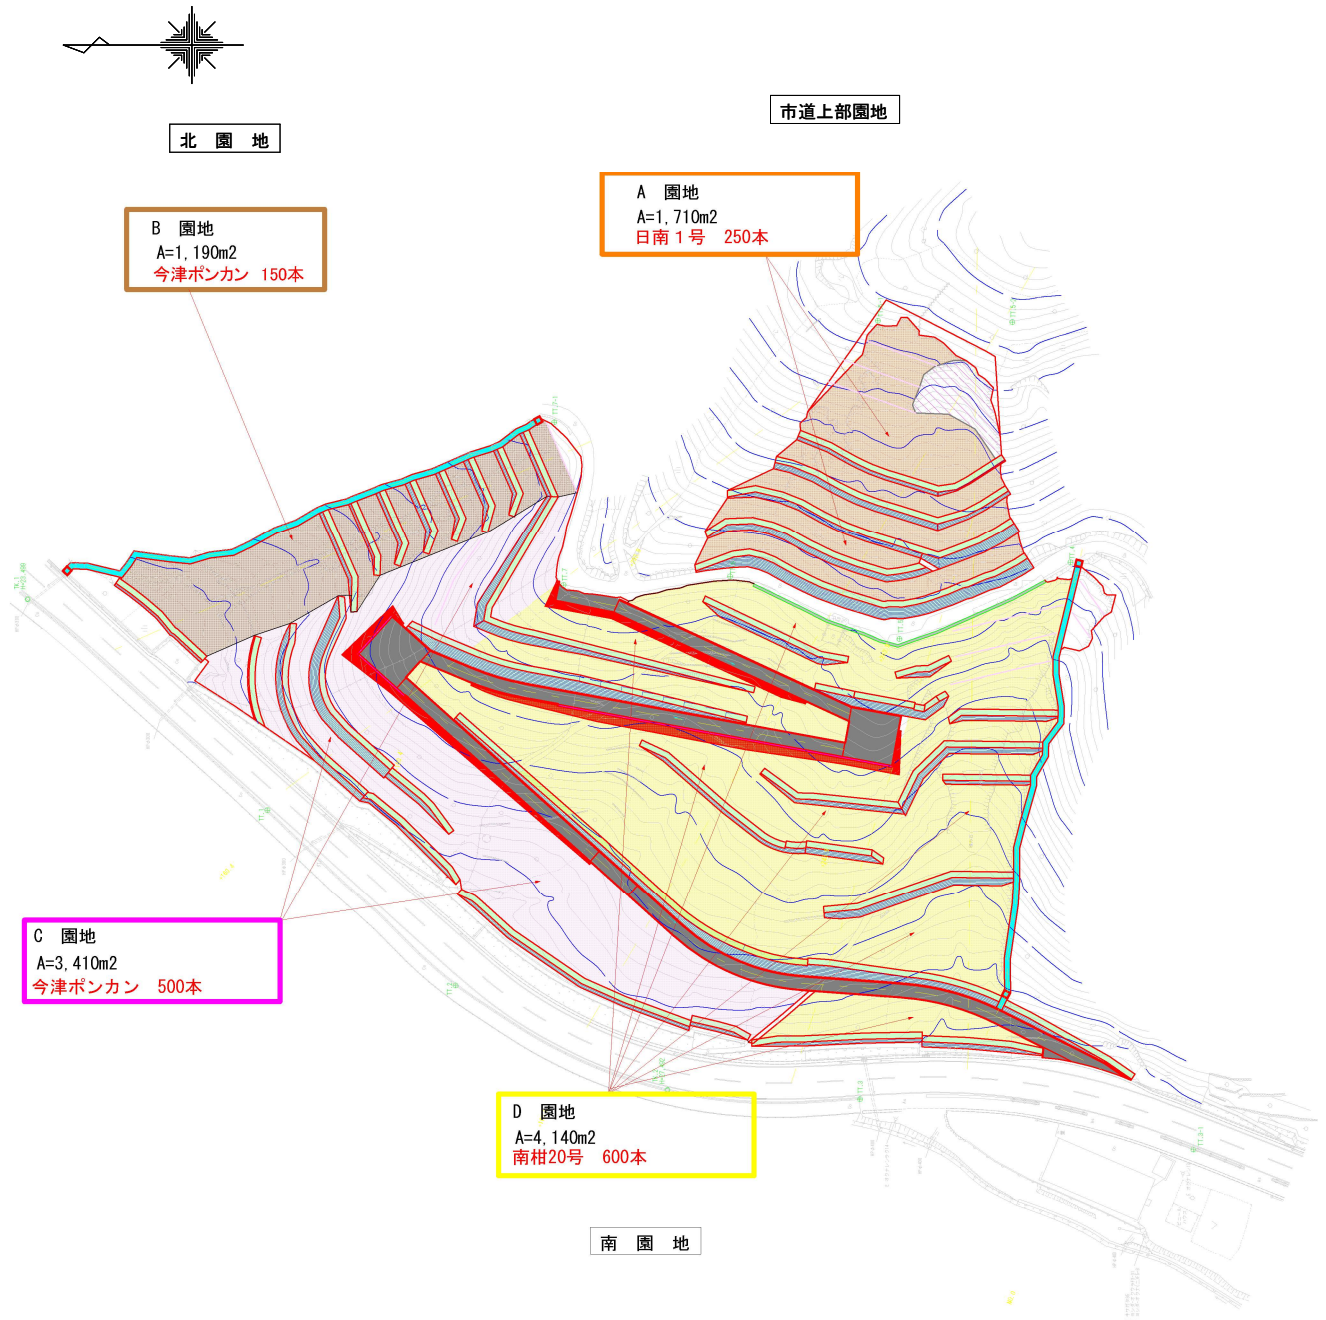 市道上部園地
北 園 地
A 園地
A=1,710m2
日南１号 250本
B 園地
A=1,190m2
今津ポンカン 150本
C 園地
A=3,410m2
今津ポンカン 500本
D 園地
A=4,140m2
南柑20号 600本
南 園 地